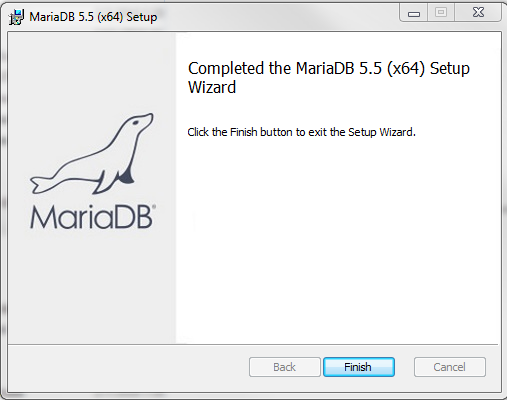 MariaDB 5.5 (x64) Setup
Completed the MariaDB 5.5 (x64) Setup
Wizard
Click the Finish button to exit the Setup Wizard.
MariaDB®
Back
Finish
Cancel